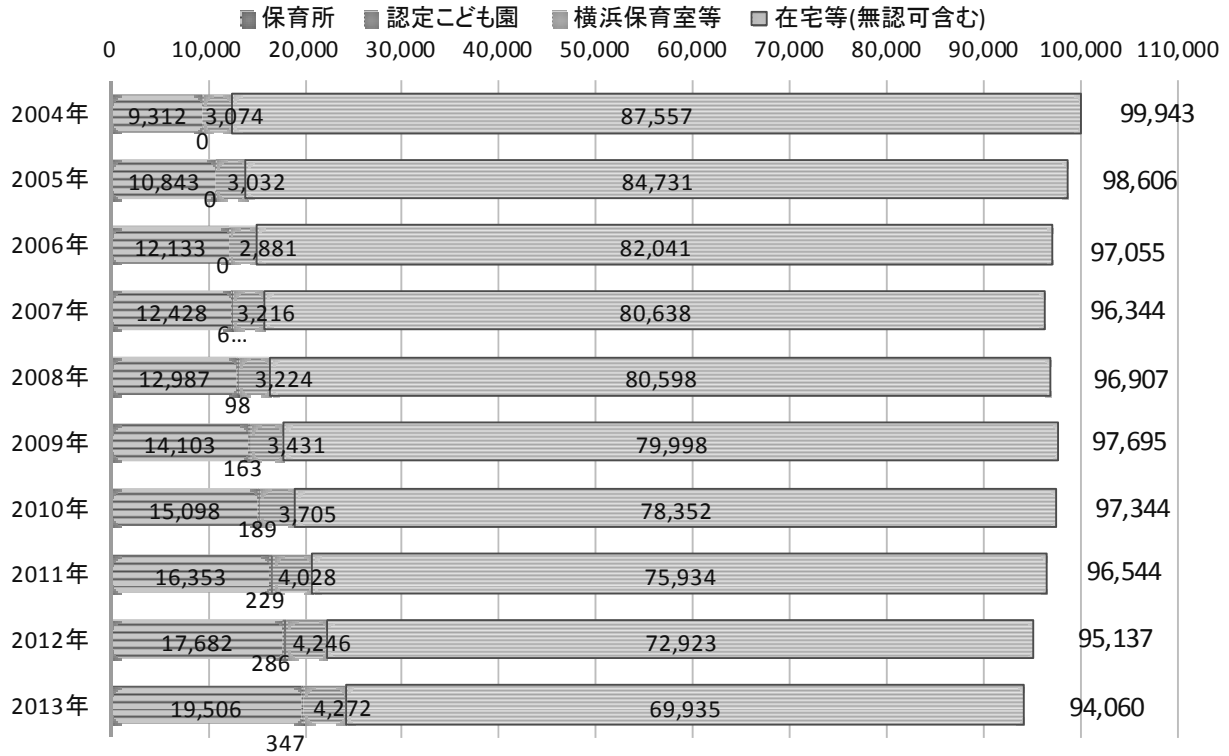 保育所 認定こども園 横浜保育室等 在宅等(無認可含む)
0 10,000 20,000 30,000 40,000 50,000 60,000 70,000 80,000 90,000 100,000 110,000
2004年 9,312 3,074 87,557 99,943
0
2005年 10,843 3,032 84,731 98,606
0
2006年 12,133 2,881 82,041 97,055
0
2007年 12,428 3,216 80,638 96,344
6…
2008年 12,987 3,224 80,598 96,907
98
2009年 14,103 3,431 79,998 97,695
163
2010年 15,098 3,705 78,352 97,344
189
2011年 16,353 4,028 75,934 96,544
229
2012年 17,682 4,246 72,923 95,137
286
2013年 19,506 4,272 69,935 94,060
347